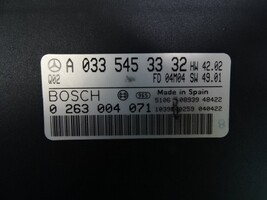 A 033 545 33 32 HW 42.02
Q02 FD 04M04 SW 49.01
Made in Spain
BOSCH
0 263 004 071